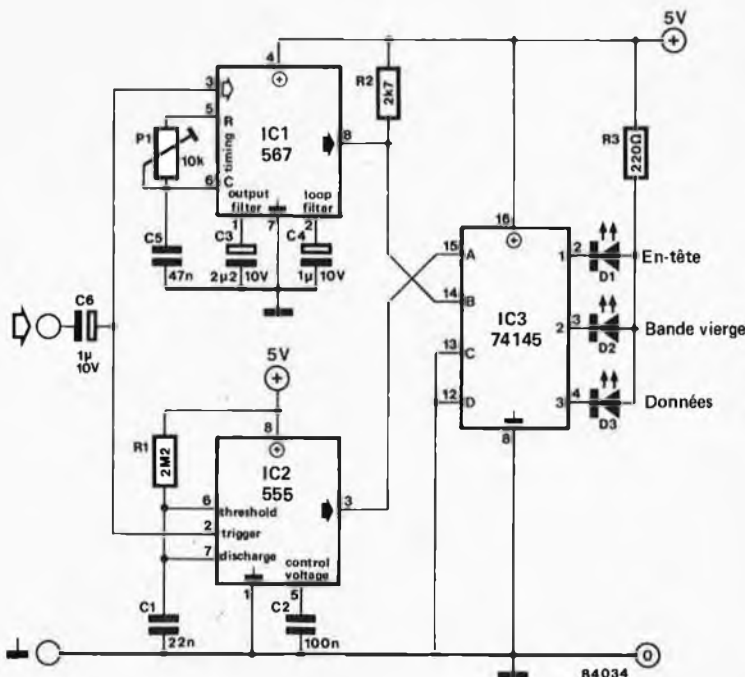 5V
4
3
5
R
P1
10k
timing
6
C
IC1
567
output
filter
loop
filter
8
R2
2k7
1
7
2
C5
47n
C3
2µ2
10V
C4
1µ
10V
R3
220Ω
16
15
A
14
B
13
C
12
D
IC3
74145
1
2
D1
En-tête
2
3
D2
Bande vierge
3
4
D3
Données
8
C6
1µ
10V
5V
8
R1
2M2
IC2
555
3
6
threshold
2
trigger
7
discharge
control
voltage
1
5
C1
22n
C2
100n
0
84034